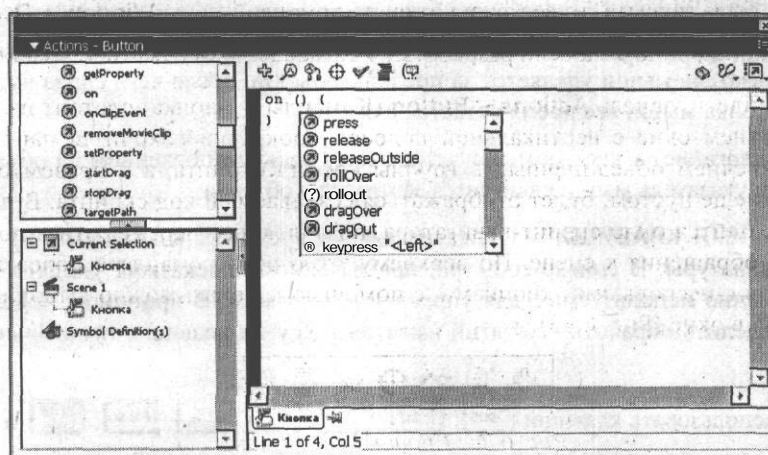 Actions - Button
getProperty
on
onClipEvent
removeMovieClip
setProperty
startDrag
stopDrag
targetPath
Current Selection
Кнопка
Scene 1
Кнопка
Symbol Definition(s)
on () {
press
release
releaseOutside
rollOver
(?) rollout
dragOver
dragOut
® keypress "<Left>"
Кнопка
Line 1 of 4, Col 5